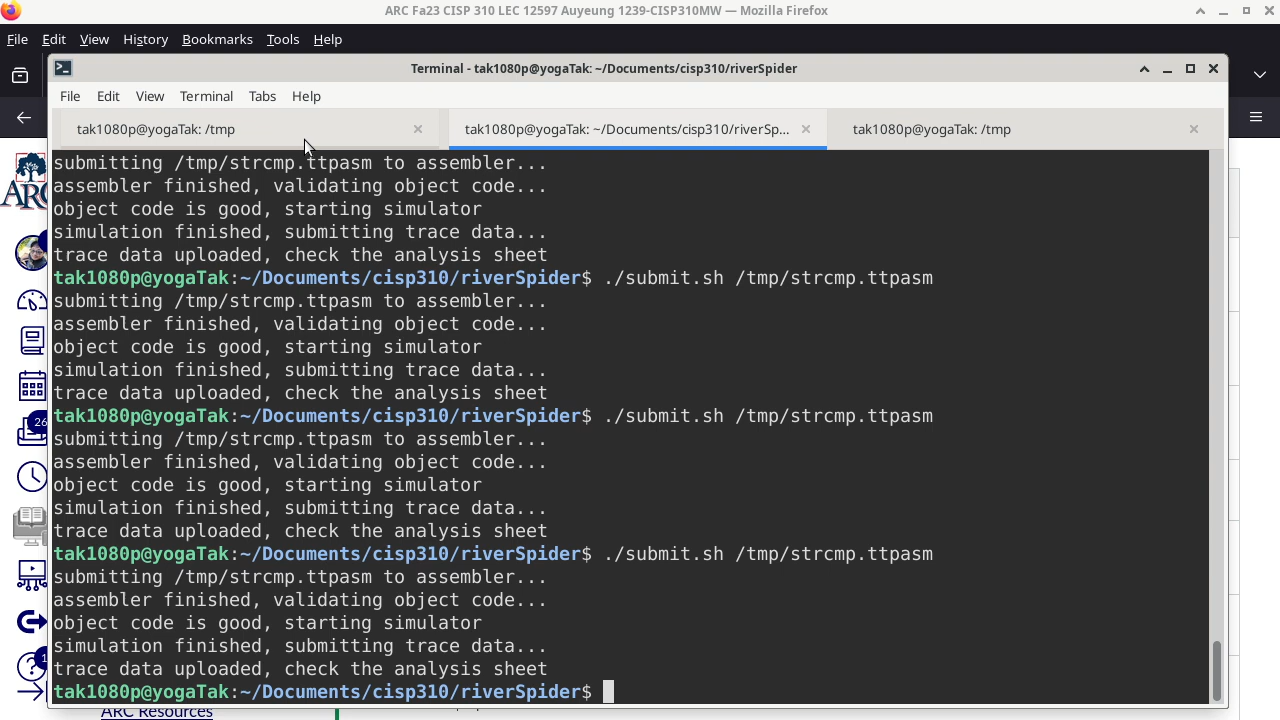 ARC Fa23 CISP 310 LEC 12597 Auyeung 1239-CISP310MW — Mozilla Firefox
File Edit View History Bookmarks Tools Help
Terminal - tak1080p@yogaTak: ~/Documents/cisp310/riverSpider
File Edit View Terminal Tabs Help
tak1080p@yogaTak: /tmp
tak1080p@yogaTak: ~/Documents/cisp310/riverSp...
tak1080p@yogaTak: /tmp
submitting /tmp/strcmp.ttpasm to assembler...
assembler finished, validating object code...
object code is good, starting simulator
simulation finished, submitting trace data...
trace data uploaded, check the analysis sheet
tak1080p@yogaTak:~/Documents/cisp310/riverSpider$ ./submit.sh /tmp/strcmp.ttpasm
submitting /tmp/strcmp.ttpasm to assembler...
assembler finished, validating object code...
object code is good, starting simulator
simulation finished, submitting trace data...
trace data uploaded, check the analysis sheet
tak1080p@yogaTak:~/Documents/cisp310/riverSpider$ ./submit.sh /tmp/strcmp.ttpasm
submitting /tmp/strcmp.ttpasm to assembler...
assembler finished, validating object code...
object code is good, starting simulator
simulation finished, submitting trace data...
trace data uploaded, check the analysis sheet
tak1080p@yogaTak:~/Documents/cisp310/riverSpider$ ./submit.sh /tmp/strcmp.ttpasm
submitting /tmp/strcmp.ttpasm to assembler...
assembler finished, validating object code...
object code is good, starting simulator
simulation finished, submitting trace data...
trace data uploaded, check the analysis sheet
tak1080p@yogaTak:~/Documents/cisp310/riverSpider$
26
ARC Resources